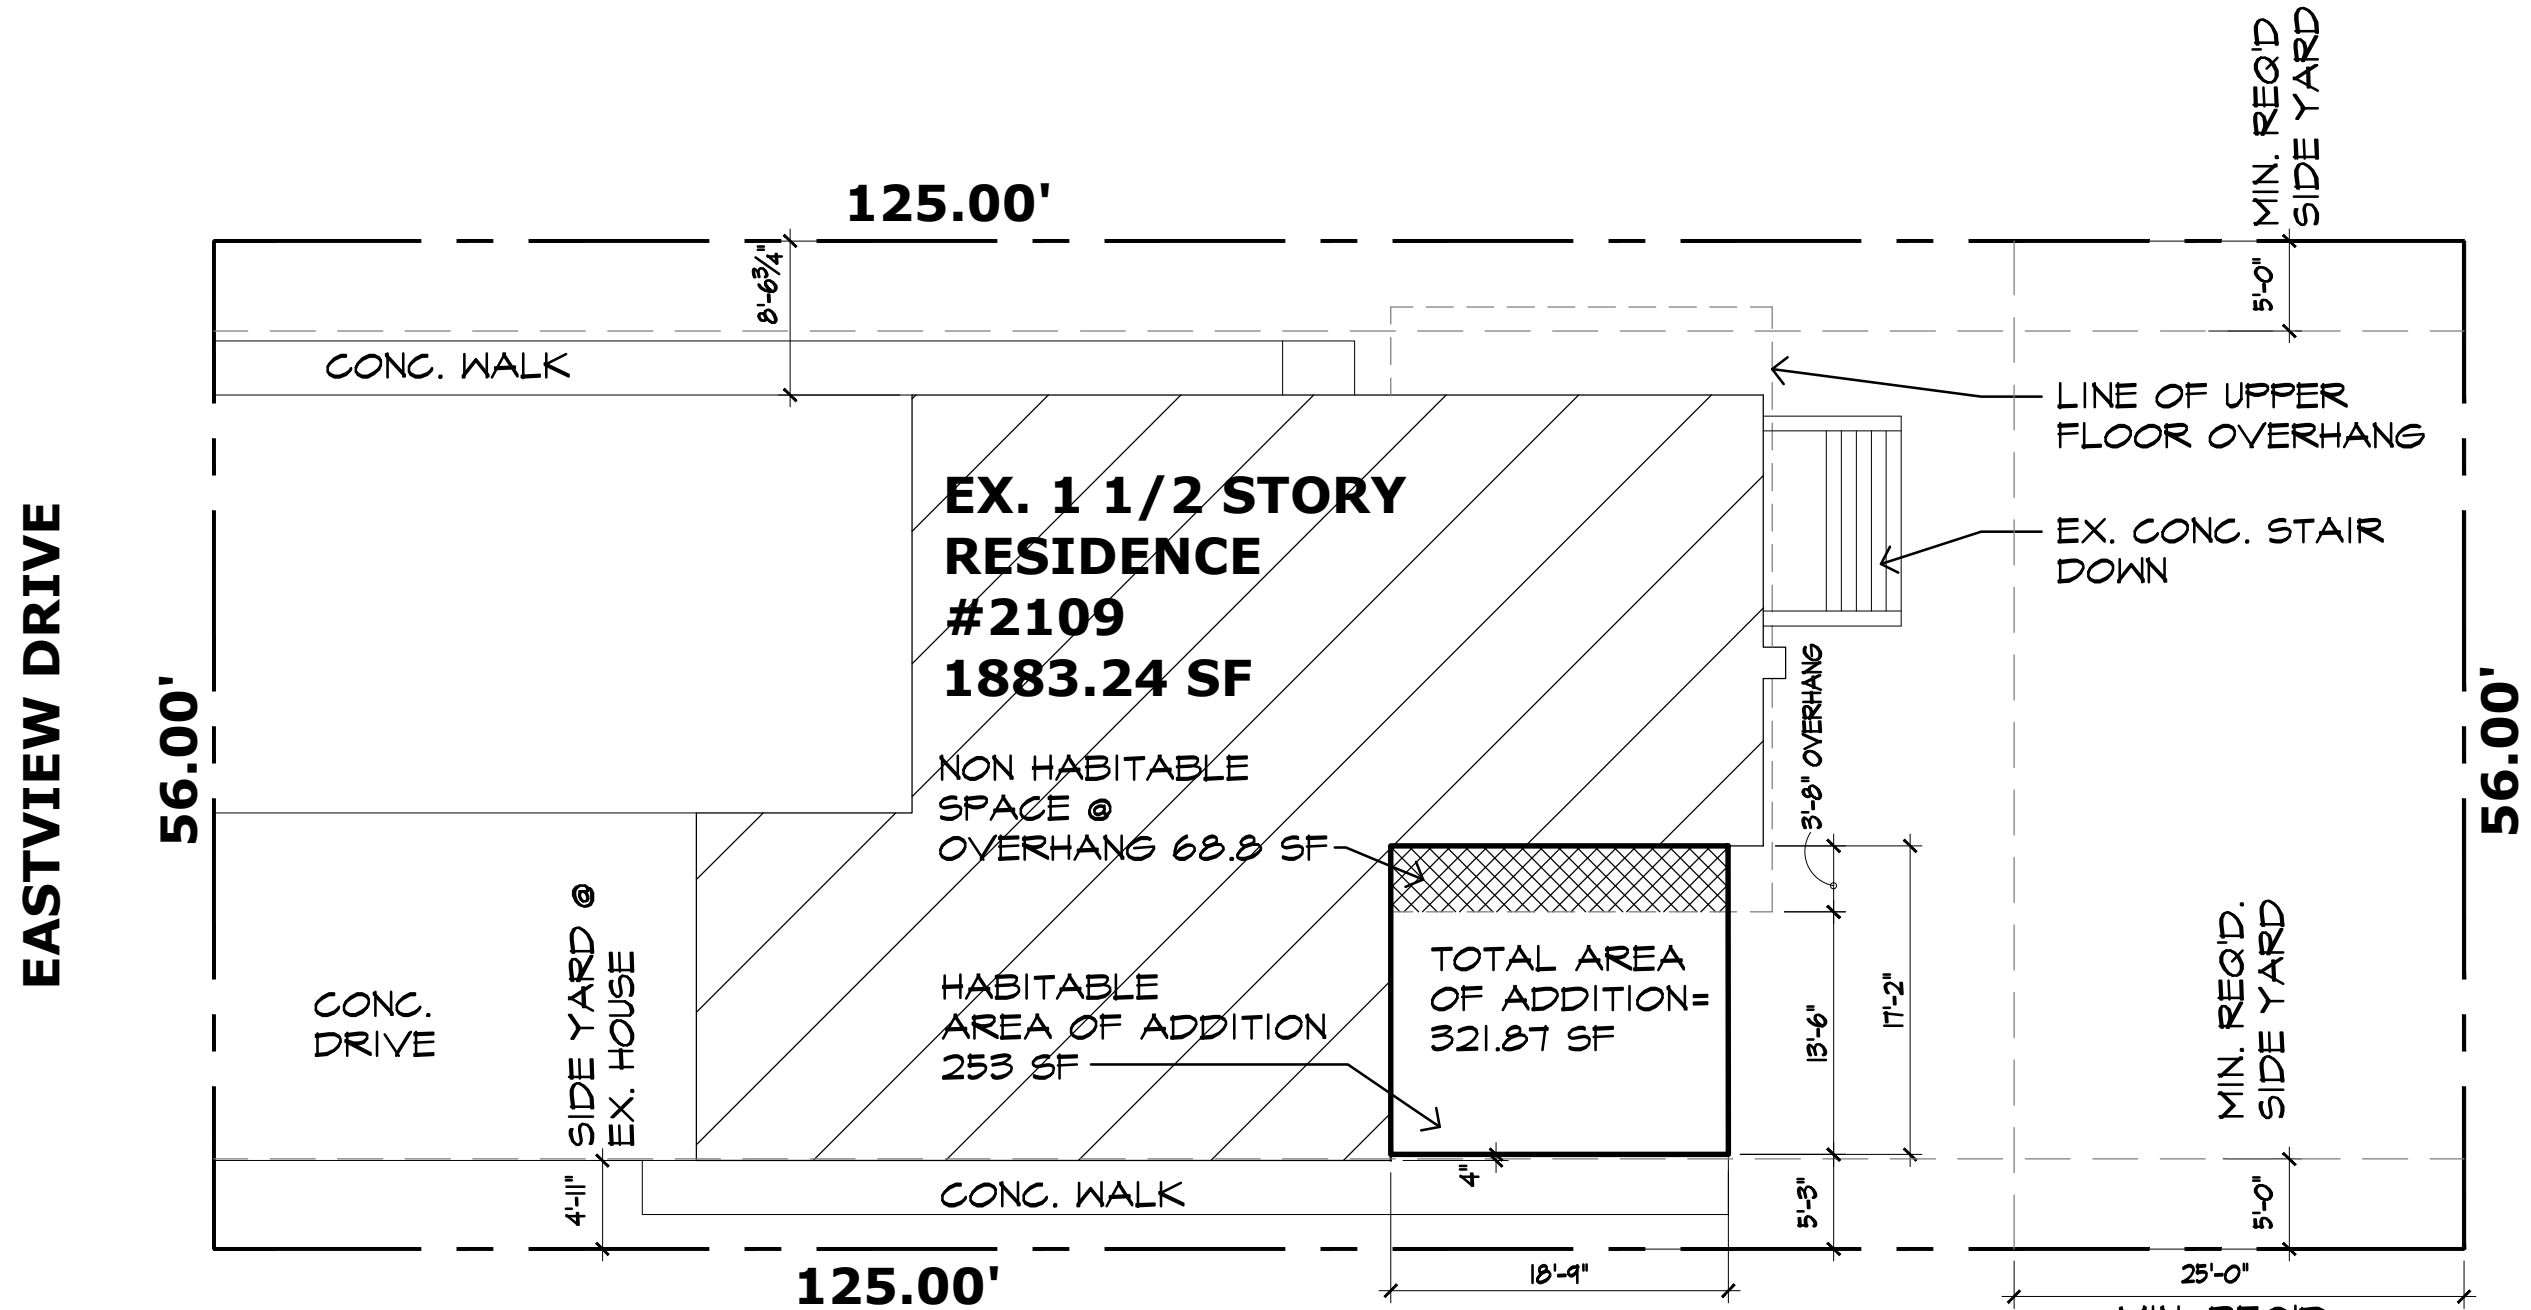 MIN. REQ'D
SIDE YARD
125.00'
8'-6¾"
5'-0"
CONC. WALK
LINE OF UPPER
FLOOR OVERHANG
EX. 1 1/2 STORY
RESIDENCE
#2109
1883.24 SF
EX. CONC. STAIR
DOWN
EASTVIEW DRIVE
56.00'
56.00'
3'-8" OVERHANG
NON HABITABLE
SPACE @
OVERHANG 68.8 SF
SIDE YARD @
EX. HOUSE
CONC.
DRIVE
HABITABLE
AREA OF ADDITION
253 SF
TOTAL AREA
OF ADDITION=
321.87 SF
13'-6"
17'-2"
MIN. REQ'D.
SIDE YARD
4'-11"
CONC. WALK
4"
5'-3"
5'-0"
125.00'
18'-9"
25'-0"
MIN. REQ'D